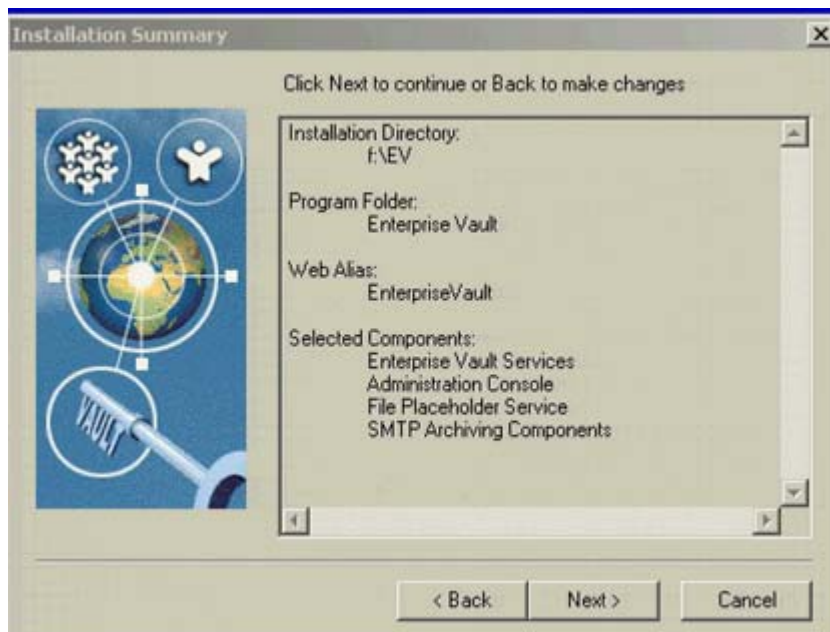 Installation Summary
Click Next to continue or Back to make changes
Installation Directory:
f:\EV
Program Folder:
Enterprise Vault
Web Alias:
EnterpriseVault
Selected Components:
Enterprise Vault Services
Administration Console
File Placeholder Service
SMTP Archiving Components
VAULT
< Back
Next >
Cancel